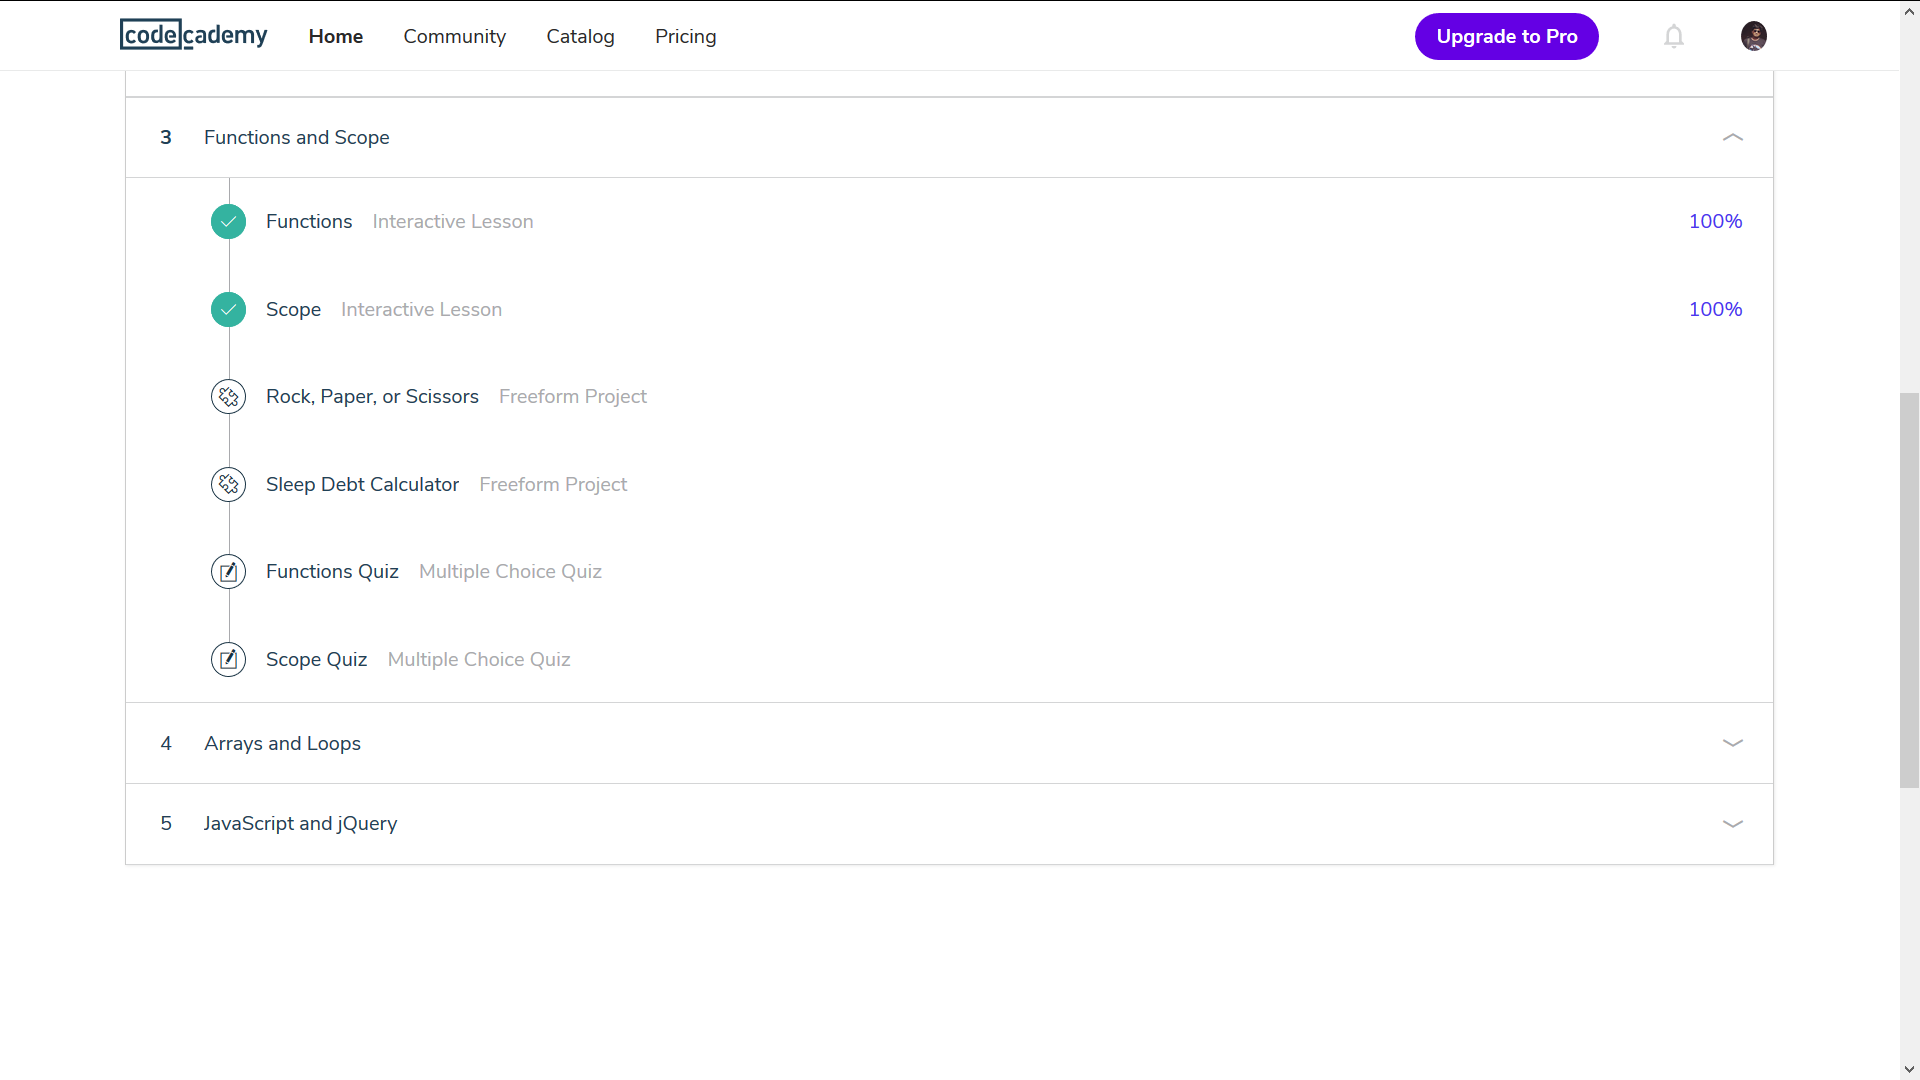 codecademy Home Community Catalog Pricing Upgrade to Pro
3 Functions and Scope
Functions Interactive Lesson 100%
Scope Interactive Lesson 100%
Rock, Paper, or Scissors Freeform Project
Sleep Debt Calculator Freeform Project
Functions Quiz Multiple Choice Quiz
Scope Quiz Multiple Choice Quiz
4 Arrays and Loops
5 JavaScript and jQuery